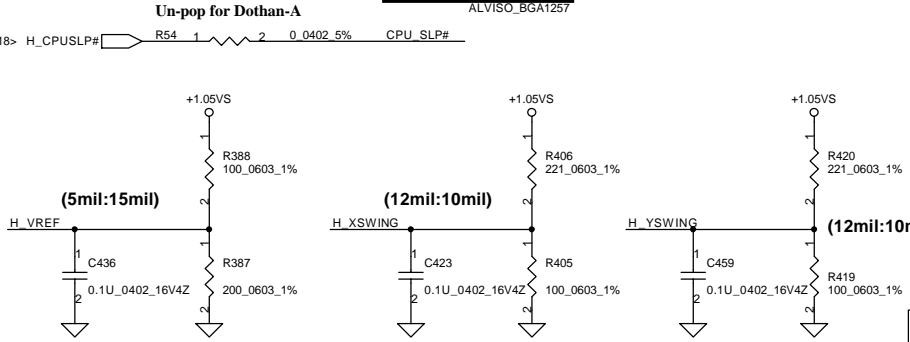 Un-pop for Dothan-A
ALVISO_BGA1257
18> H_CPUSLP# R54 1 2 0_0402_5% CPU_SLP#
+1.05VS +1.05VS +1.05VS
1 1 1
R388 R406 R420
100_0603_1% 221_0603_1% 221_0603_1%
2 2 2
(5mil:15mil) (12mil:10mil)
H_VREF H_XSWING H_YSWING (12mil:10m
1 1 1 1 1 1
C436 R387 C423 R405 C459 R419
0.1U_0402_16V4Z 200_0603_1% 0.1U_0402_16V4Z 100_0603_1% 0.1U_0402_16V4Z 100_0603_1%
2 2 2 2 2 2